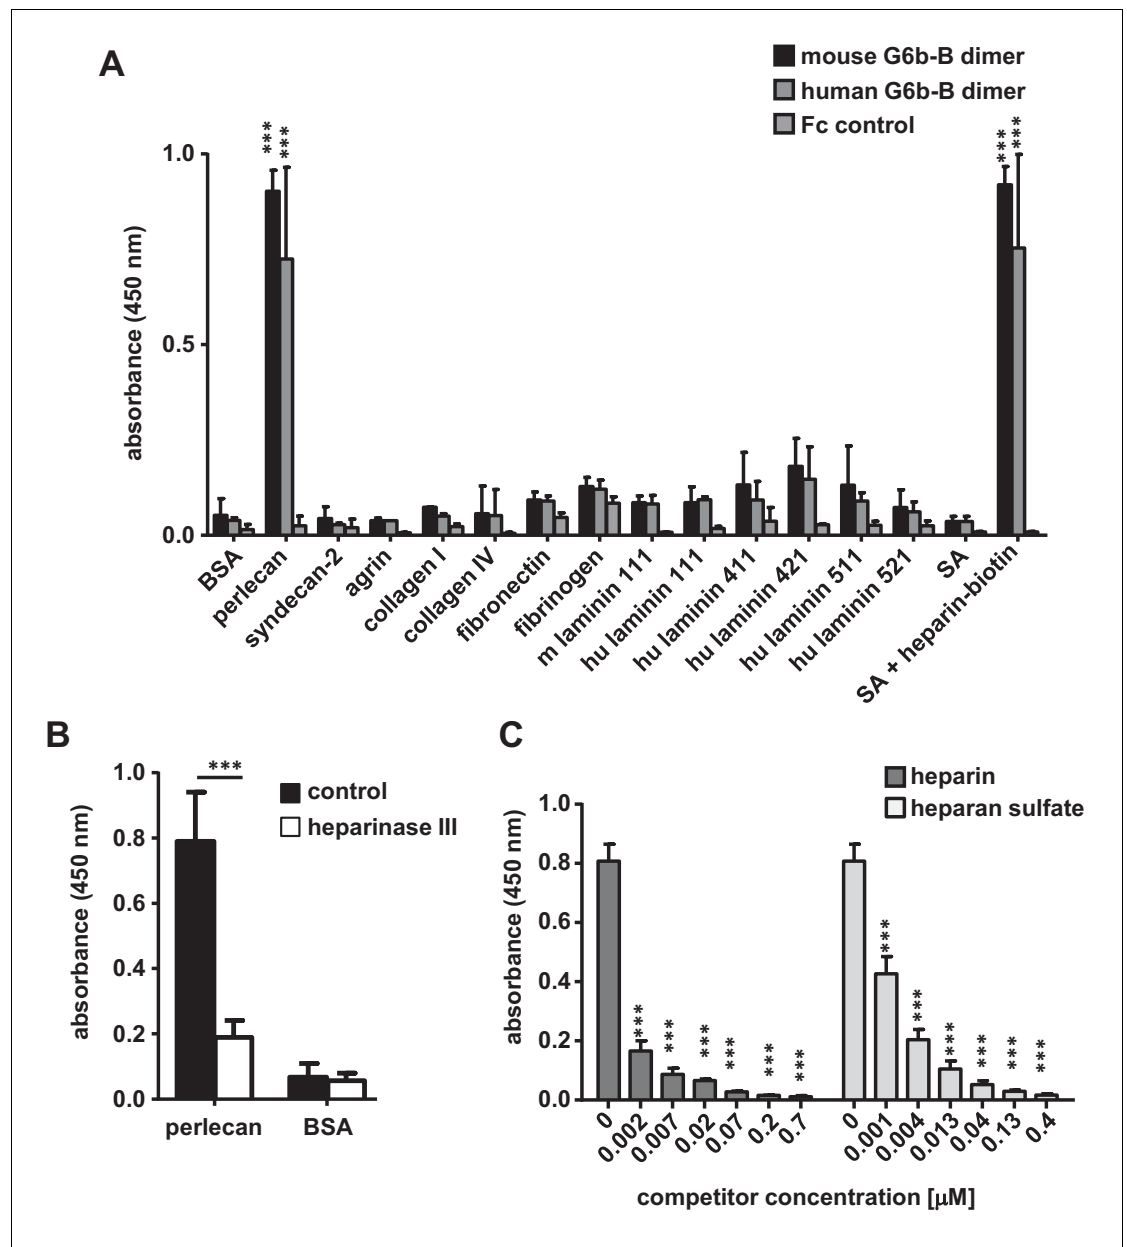 A
mouse G6b-B dimer
human G6b-B dimer
Fc control
absorbance (450 nm)
1.0
0.5
0.0
***
***
***
***
BSA
perlecan
syndecan-2
agrin
collagen I
collagen IV
fibronectin
fibrinogen
m laminin 111
hu laminin 111
hu laminin 411
hu laminin 421
hu laminin 511
hu laminin 521
SA
SA + heparin-biotin
B
control
heparinase III
absorbance (450 nm)
1.0
0.8
0.6
0.4
0.2
0.0
***
perlecan
BSA
C
heparin
heparan sulfate
absorbance (450 nm)
1.0
0.8
0.6
0.4
0.2
0.0
***
***
***
***
***
***
***
***
***
***
***
***
0
0.002
0.007
0.02
0.07
0.2
0.7
0
0.001
0.004
0.013
0.04
0.13
0.4
competitor concentration [μM]